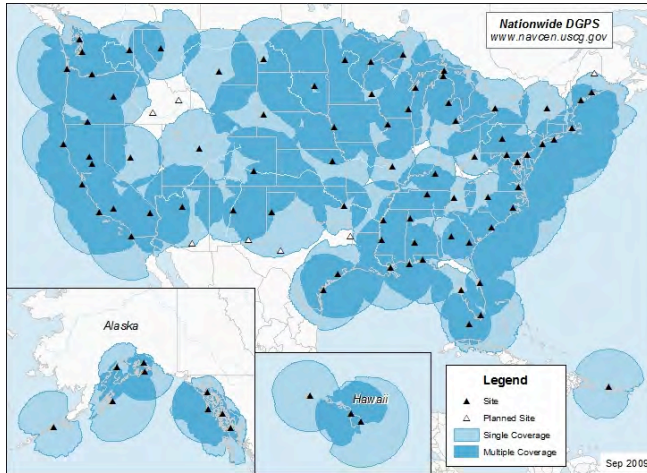 Nationwide DGPS
www.navcen.uscg.gov
Alaska
Hawaii
Legend
Site
Planned Site
Single Coverage
Multiple Coverage
Sep 2009